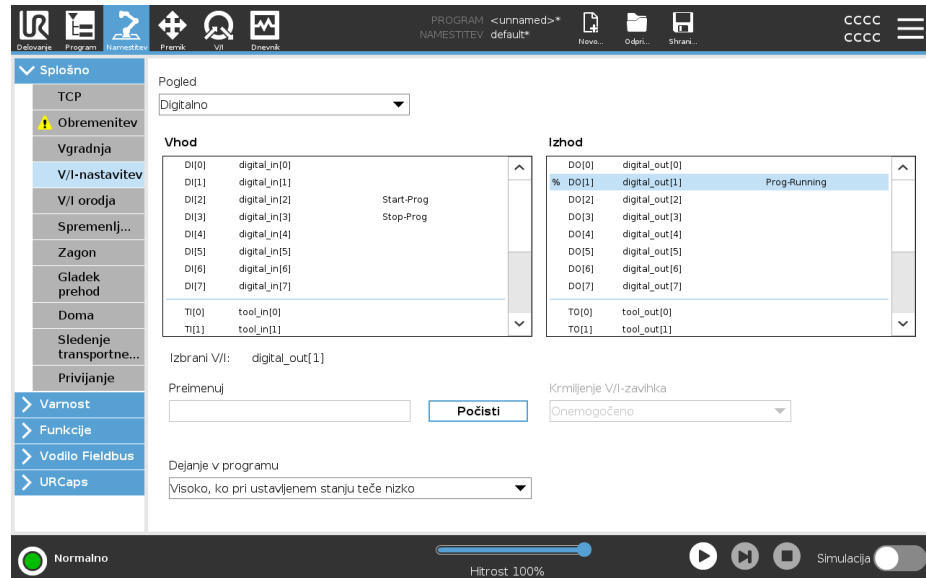 PROGRAM <unnamed>*
NAMESTITEV default*
CCCC
CCCC
Delovanje Program Namestitev Premik V/I Dnevnik Novo... Odpri... Shrani...
Splošno
TCP
Obremenitev
Vgradnja
V/I-nastavitev
V/I orodja
Spremenlj...
Zagon
Gladek
prehod
Doma
Sledenje
transportne...
Privijanje
Varnost
Funkcije
Vodilo Fieldbus
URCaps
Pogled
Digitalno
Vhod
DI[0] digital_in[0]
DI[1] digital_in[1]
DI[2] digital_in[2] Start-Prog
DI[3] digital_in[3] Stop-Prog
DI[4] digital_in[4]
DI[5] digital_in[5]
DI[6] digital_in[6]
DI[7] digital_in[7]
TI[0] tool_in[0]
TI[1] tool_in[1]
Izhod
DO[0] digital_out[0]
% DO[1] digital_out[1] Prog-Running
DO[2] digital_out[2]
DO[3] digital_out[3]
DO[4] digital_out[4]
DO[5] digital_out[5]
DO[6] digital_out[6]
DO[7] digital_out[7]
TO[0] tool_out[0]
TO[1] tool_out[1]
Izbrani V/I: digital_out[1]
Preimenuj
Počisti
Krmiljenje V/I-zavihka
Onemogočeno
Dejanje v programu
Visoko, ko pri ustavljenem stanju teče nizko
Normalno
Hitrost 100%
Simulacija